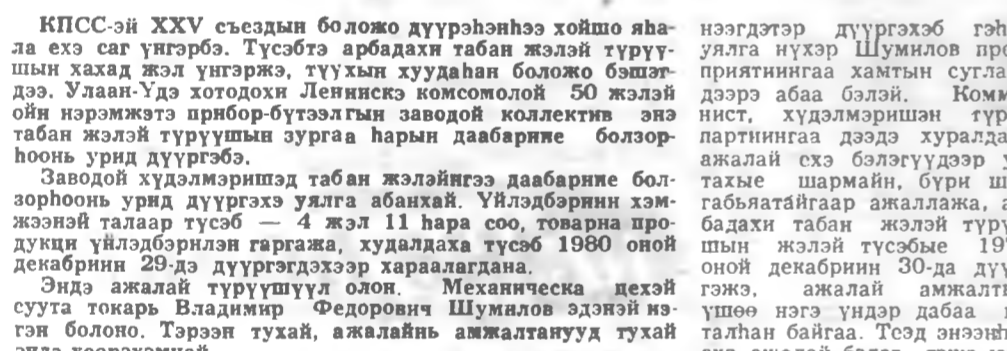 КПСС-эй XXV съездын боложо дүүрэһэнһээ хойшо яһа-
ла ехэ саг үнгэрбэ. Түсэбтэ арбадахи табан жэлэй түрүү-
шын хахад жэл үнгэржэ, түүхын хуудаһан боложо бэшэг-
дээ. Улаан-Үдэ хотодохи Ленинскэ комсомолой 50 жэлэй
ойн нэрэмжэтэ прибор-бүтээлгын заводой коллектив энэ
табан жэлэй түрүүшын зургаа һарын даабарине болзор-
һоонь урид дүүргэбэ.
Заводой хүдэлмэришэд табан жэлэйнгээ даабарине бол-
зорһоонь урид дүүргэхэ уялга абанхай. Үйлэдбэриин хэм-
жээнэй талаар түсэб — 4 жэл 11 һара соо, товарна про-
дукци үйлэдбэрилэн гаргажа, худалдаха түсэб 1980 оной
декабриин 29-дэ дүүргэгдэхээр хараалагдана.
Эндэ ажалай түрүүшүүл олон. Механическа цехэй
суута токарь Владимир Федорович Шумилов эдэнэй нэ-
гэн болоно. Тэрээн тухай, ажалайнь амжалтанууд тухай
нээгдэтэр дүүргэхэб гэһ
уялга нүхэр Шумилов про
приятиингаа хамтын сугла
дээрэ абаа бэлэй. Комм
нист, хүдэлмэришэн түр
партиингаа дээдэ хуралда
ажалай ехэ бэлэгүүдээр
тахые шармайн, бүри ш
габьяатайгаар ажаллажа, а
бадахи табан жэлэй түрү
шын жэлэй түсэбые 19
оной декабриин 30-да дүү
гэжэ, ажалай амжалт
үшөө нэгэ үндэр дабаа
талһан байгаа. Тсэд энээнһ